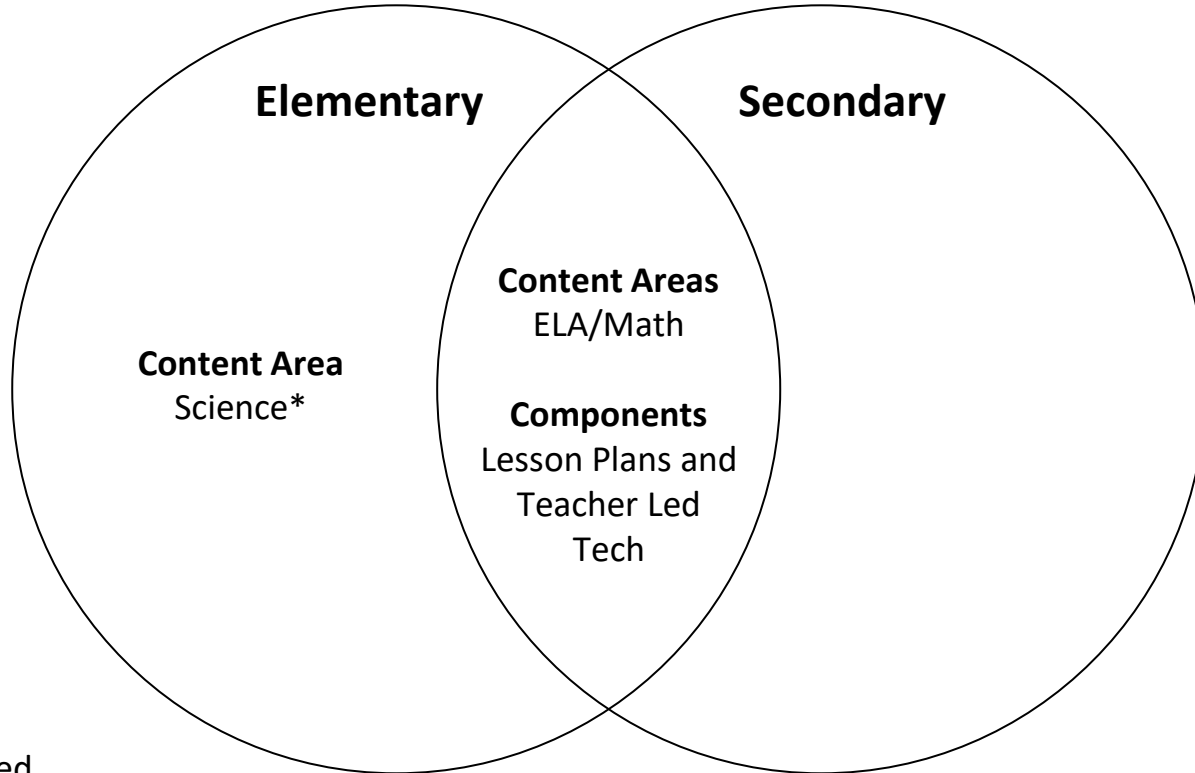 Elementary
Secondary
Content Area
Science*
Content Areas
ELA/Math
Components
Lesson Plans and
Teacher Led
Tech